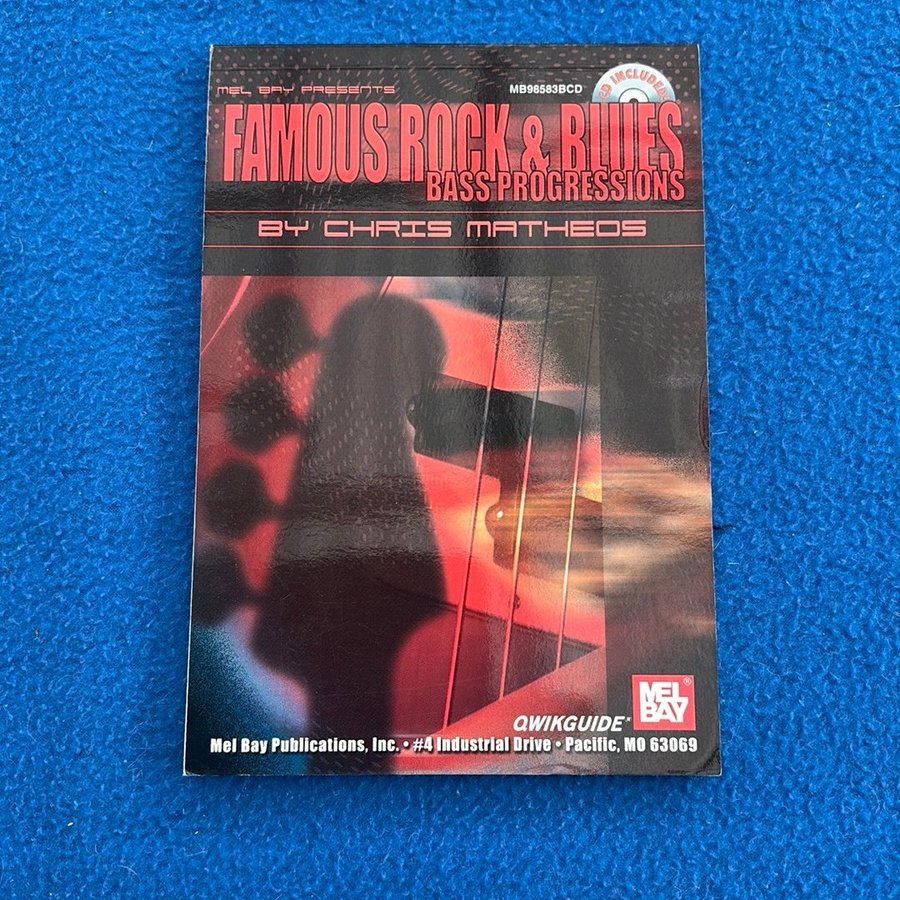 MEL BAY PRESENTS
MB98583BCD
CD INCLUDED
FAMOUS ROCK & BLUES
BASS PROGRESSIONS
BY CHRIS MATHEOS
QWIKGUIDE
MEL
BAY
®
Mel Bay Publications, Inc. • #4 Industrial Drive • Pacific, MO 63069